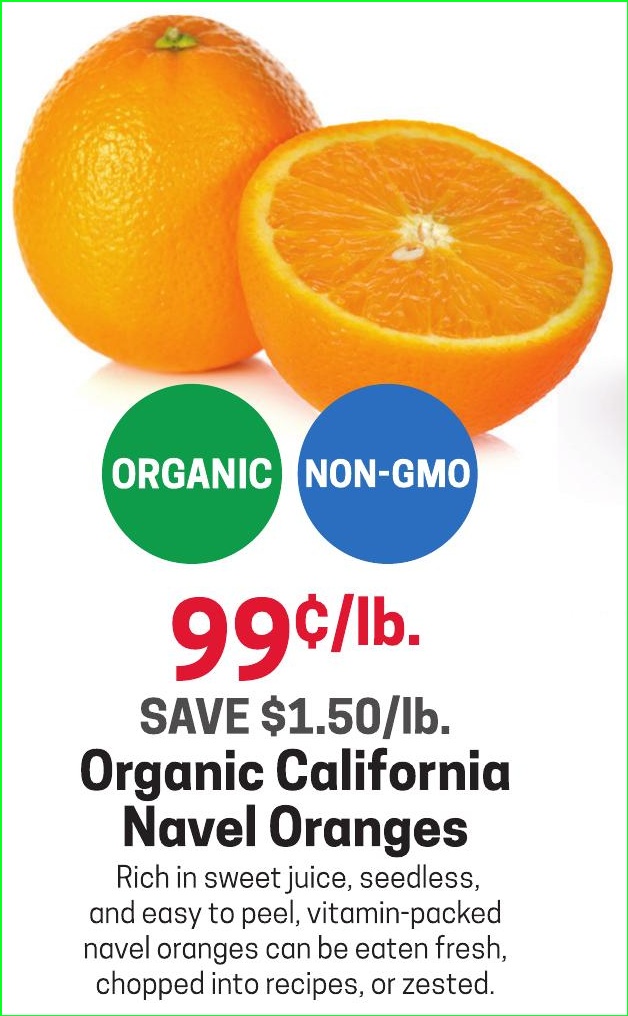 ORGANIC
NON-GMO
99¢/lb.
SAVE $1.50/lb.
Organic California
Navel Oranges
Rich in sweet juice, seedless,
and easy to peel, vitamin-packed
navel oranges can be eaten fresh,
chopped into recipes, or zested.